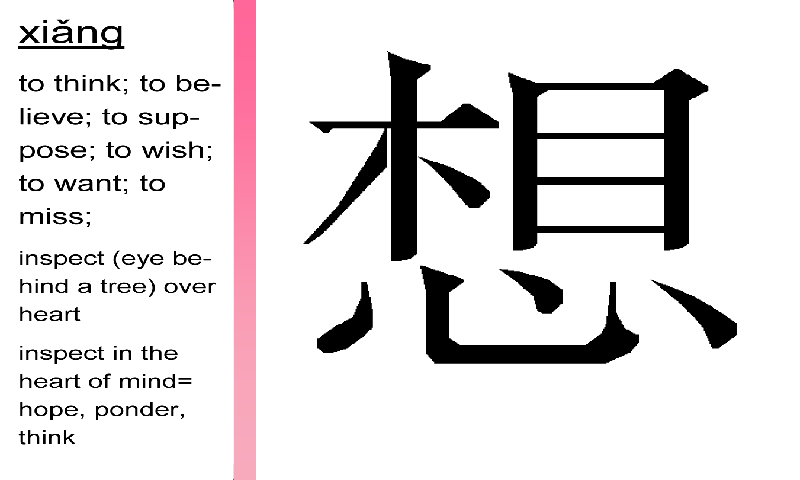 xiǎng
to think; to be-
lieve; to sup-
pose; to wish;
to want; to
miss;
inspect (eye be-
hind a tree) over
heart
inspect in the
heart of mind=
hope, ponder,
think
想